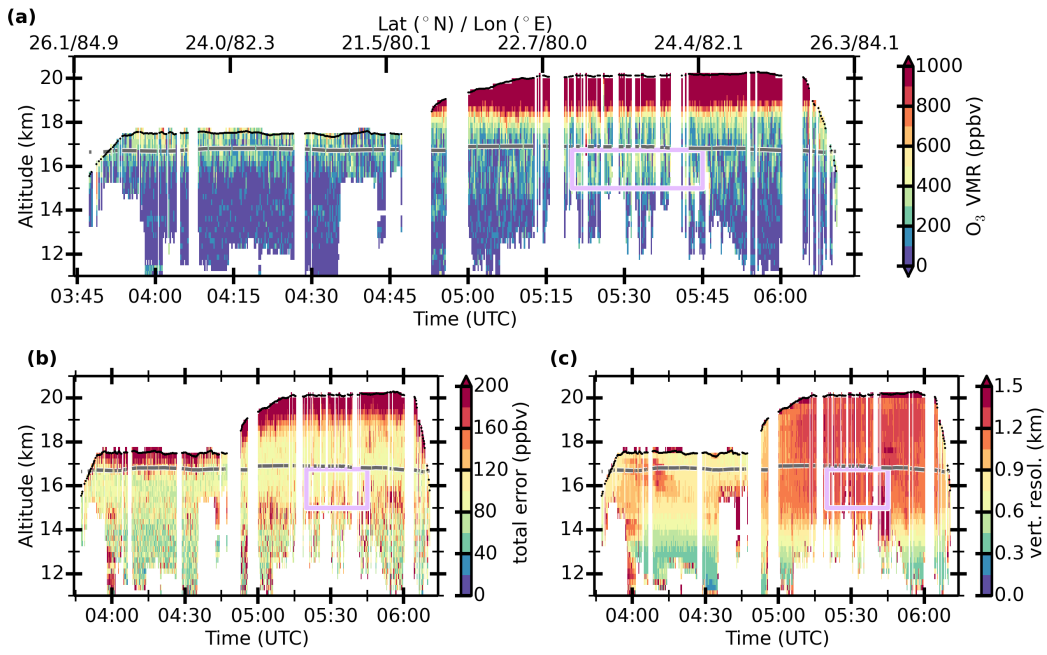 (a)
Lat (°N) / Lon (°E)
26.1/84.9 24.0/82.3 21.5/80.1 22.7/80.0 24.4/82.1 26.3/84.1
Altitude (km)
20
18
16
14
12
03:45 04:00 04:15 04:30 04:45 05:00 05:15 05:30 05:45 06:00
Time (UTC)
1000
800
600
400
200
0
O₃ VMR (ppbv)
(b)
Altitude (km)
20
18
16
14
12
04:00 04:30 05:00 05:30 06:00
Time (UTC)
200
160
120
80
40
0
total error (ppbv)
(c)
20
18
16
14
12
04:00 04:30 05:00 05:30 06:00
Time (UTC)
1.5
1.2
0.9
0.6
0.3
0.0
vert. resol. (km)